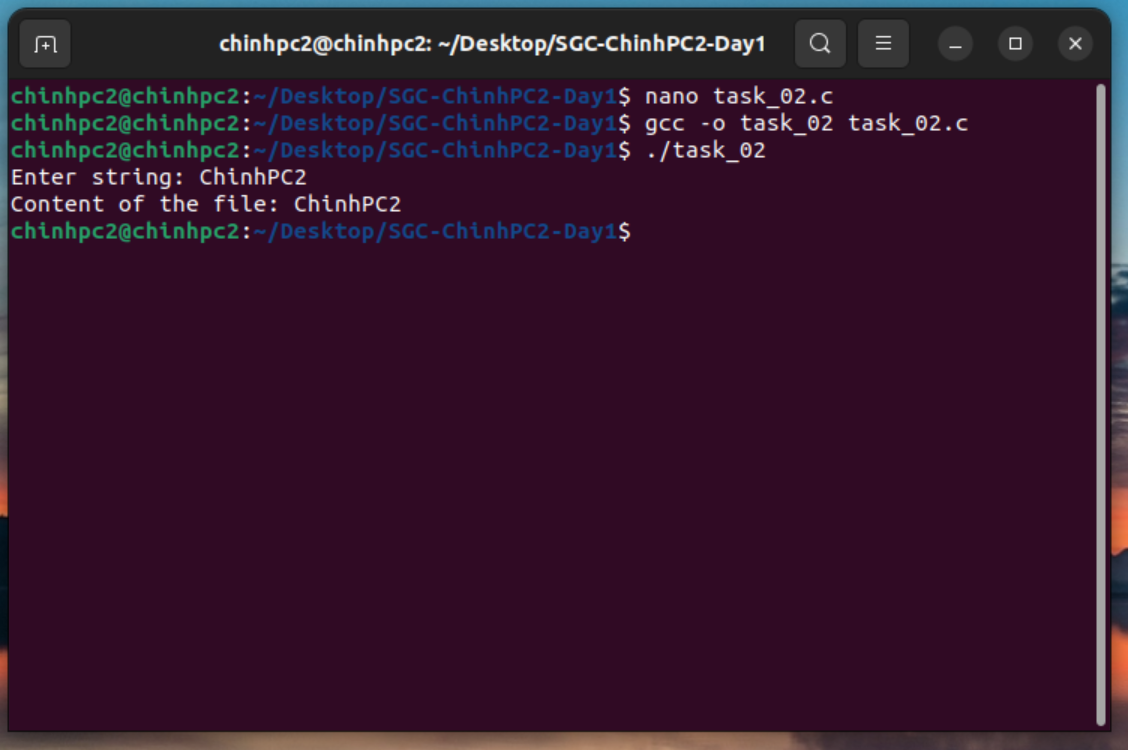 chinhpc2@chinhpc2: ~/Desktop/SGC-ChinhPC2-Day1
chinhpc2@chinhpc2:~/Desktop/SGC-ChinhPC2-Day1$ nano task_02.c
chinhpc2@chinhpc2:~/Desktop/SGC-ChinhPC2-Day1$ gcc -o task_02 task_02.c
chinhpc2@chinhpc2:~/Desktop/SGC-ChinhPC2-Day1$ ./task_02
Enter string: ChinhPC2
Content of the file: ChinhPC2
chinhpc2@chinhpc2:~/Desktop/SGC-ChinhPC2-Day1$